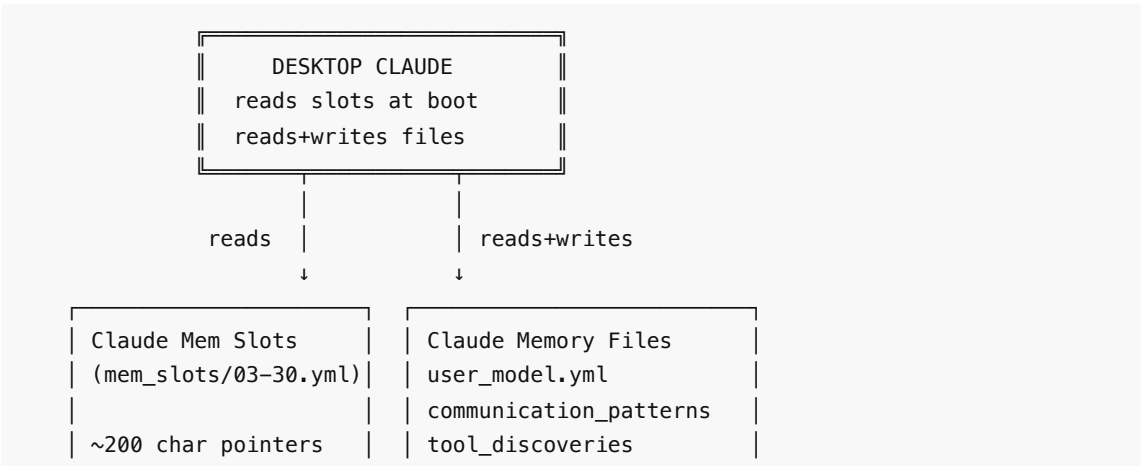 DESKTOP CLAUDE
reads slots at boot
reads+writes files
reads reads+writes
Claude Mem Slots Claude Memory Files
(mem_slots/03-30.yml) user_model.yml
communication_patterns
~200 char pointers tool_discoveries